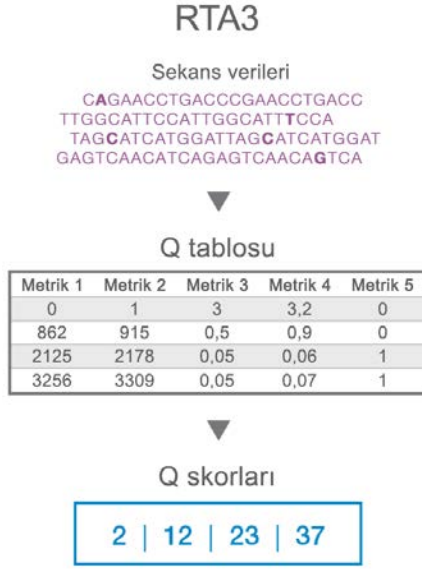 RTA3
Sekans verileri
CAGAACCTGACCCGAACCTGACC
TTGGCATTCCATTGGCATTTCCA
TAGCATCATGGATTAGCATCATGGAT
GAGTCAACATCAGAGTCAACAGTCA
Q tablosu
Metrik 1 Metrik 2 Metrik 3 Metrik 4 Metrik 5
0 1 3 3,2 0
862 915 0,5 0,9 0
2125 2178 0,05 0,06 1
3256 3309 0,05 0,07 1
Q skorları
2 | 12 | 23 | 37